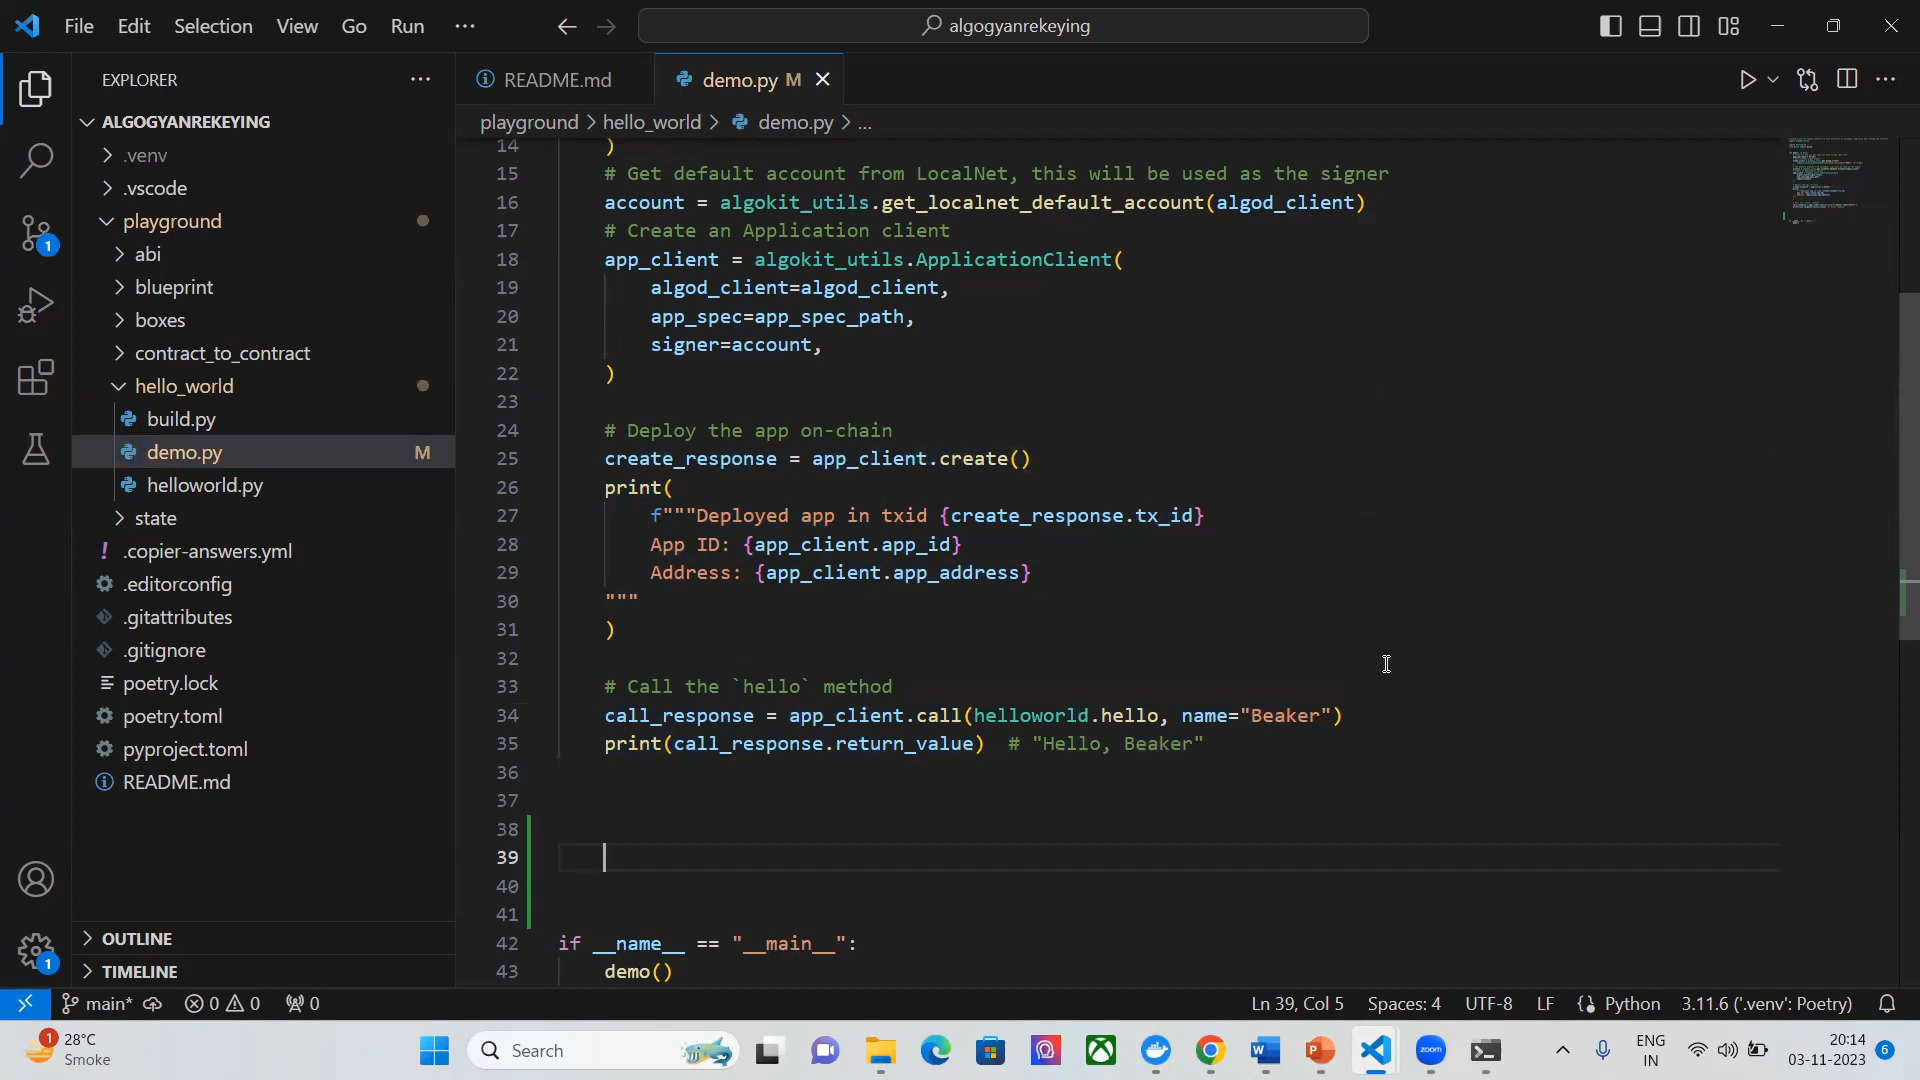 File Edit Selection View Go Run ··· algogyanrekeying
EXPLORER ···
README.md demo.py M
ALGOGYANREKEYING
playground > hello_world > demo.py > ...
.venv
.vscode
playground
abi
blueprint
boxes
contract_to_contract
hello_world
build.py
demo.py M
helloworld.py
state
.copier-answers.yml
.editorconfig
.gitattributes
.gitignore
poetry.lock
poetry.toml
pyproject.toml
README.md
OUTLINE
TIMELINE
1
1
14 )
15 # Get default account from LocalNet, this will be used as the signer
16 account = algokit_utils.get_localnet_default_account(algod_client)
17 # Create an Application client
18 app_client = algokit_utils.ApplicationClient(
19 algod_client=algod_client,
20 app_spec=app_spec_path,
21 signer=account,
22 )
23
24 # Deploy the app on-chain
25 create_response = app_client.create()
26 print(
27 f"""Deployed app in txid {create_response.tx_id}
28 App ID: {app_client.app_id}
29 Address: {app_client.app_address}
30 """
31 )
32
33 # Call the `hello` method
34 call_response = app_client.call(helloworld.hello, name="Beaker")
35 print(call_response.return_value) # "Hello, Beaker"
36
37
38
39
40
41
42 if __name__ == "__main__":
43 demo()
main* 0 0 0 Ln 39, Col 5 Spaces: 4 UTF-8 LF Python 3.11.6 ('.venv': Poetry)
1 28°C
Smoke
Search
zoom
ENG
IN
20:14
03-11-2023
6